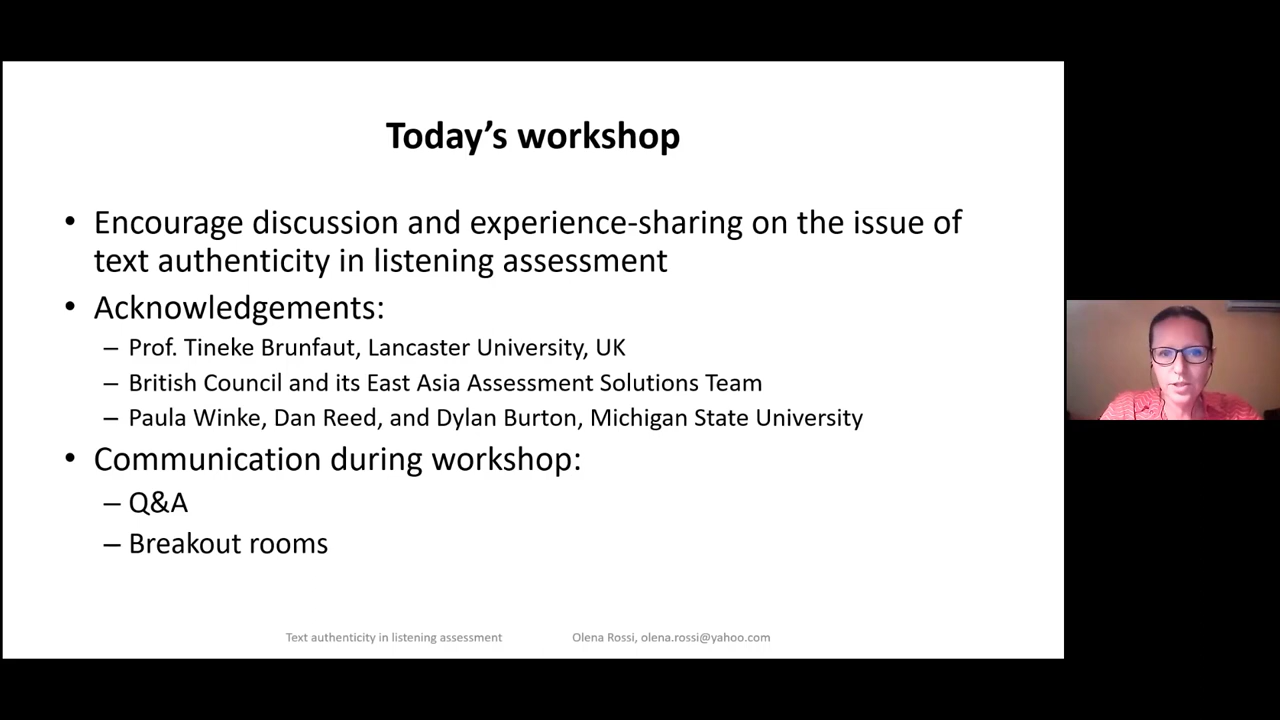 Today’s workshop
• Encourage discussion and experience-sharing on the issue of
text authenticity in listening assessment
• Acknowledgements:
– Prof. Tineke Brunfaut, Lancaster University, UK
– British Council and its East Asia Assessment Solutions Team
– Paula Winke, Dan Reed, and Dylan Burton, Michigan State University
• Communication during workshop:
– Q&A
– Breakout rooms
Text authenticity in listening assessment Olena Rossi, olena.rossi@yahoo.com